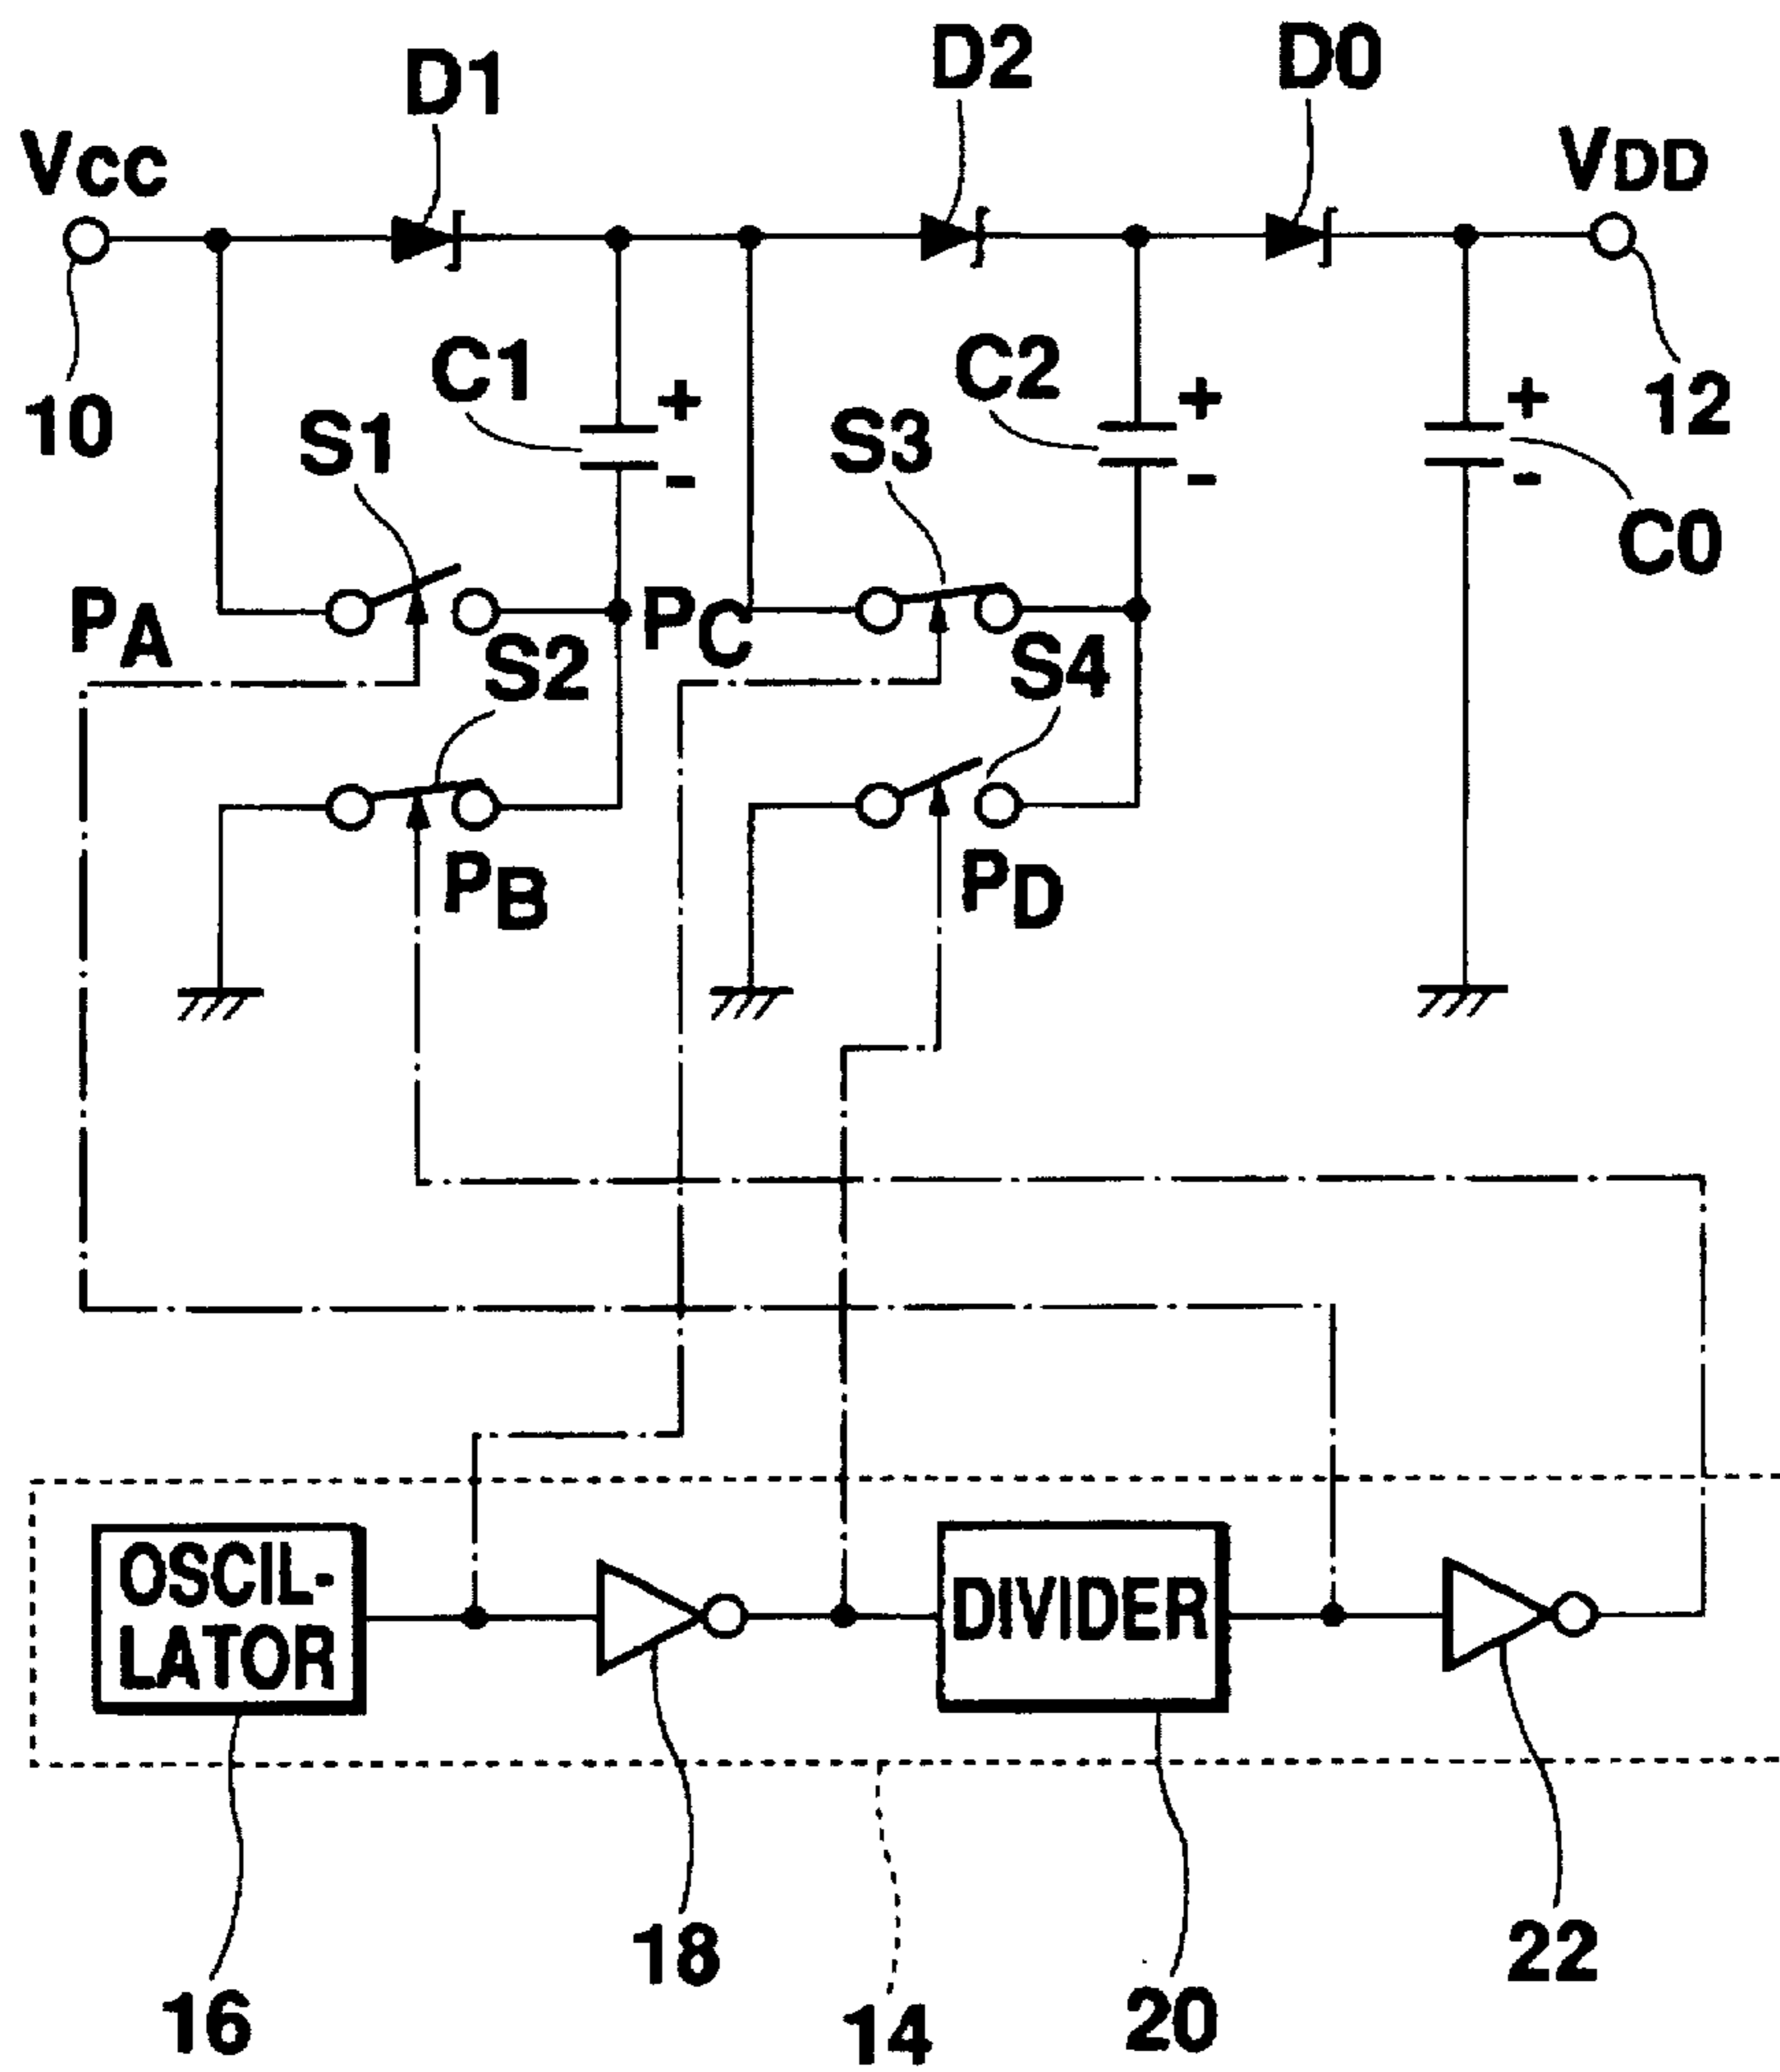 D1
D2
D0
VCC
VDD
10
C1
+
-
C2
+
-
+
-
12
S1
S3
C0
PA
S2
PC
S4
PB
PD
OSCIL-
LATOR
DIVIDER
16
18
14
20
22